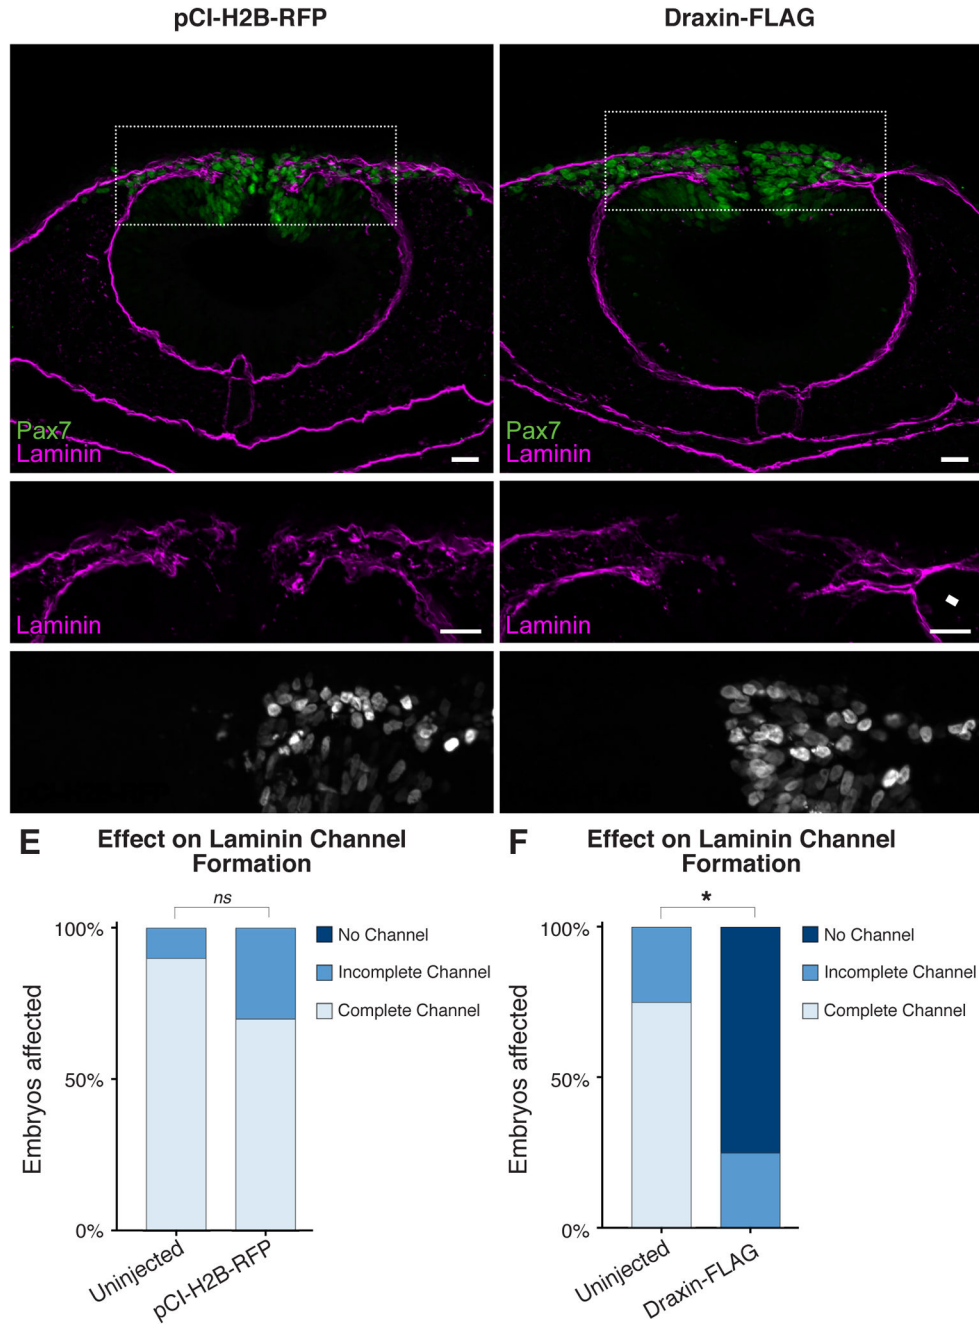 pCI-H2B-RFP
Draxin-FLAG
Pax7
Laminin
Pax7
Laminin
Laminin
Laminin
E
Effect on Laminin Channel
Formation
ns
100%
50%
0%
Embryos affected
No Channel
Incomplete Channel
Complete Channel
Uninjected
pCI-H2B-RFP
F
Effect on Laminin Channel
Formation
*
100%
50%
0%
Embryos affected
No Channel
Incomplete Channel
Complete Channel
Uninjected
Draxin-FLAG